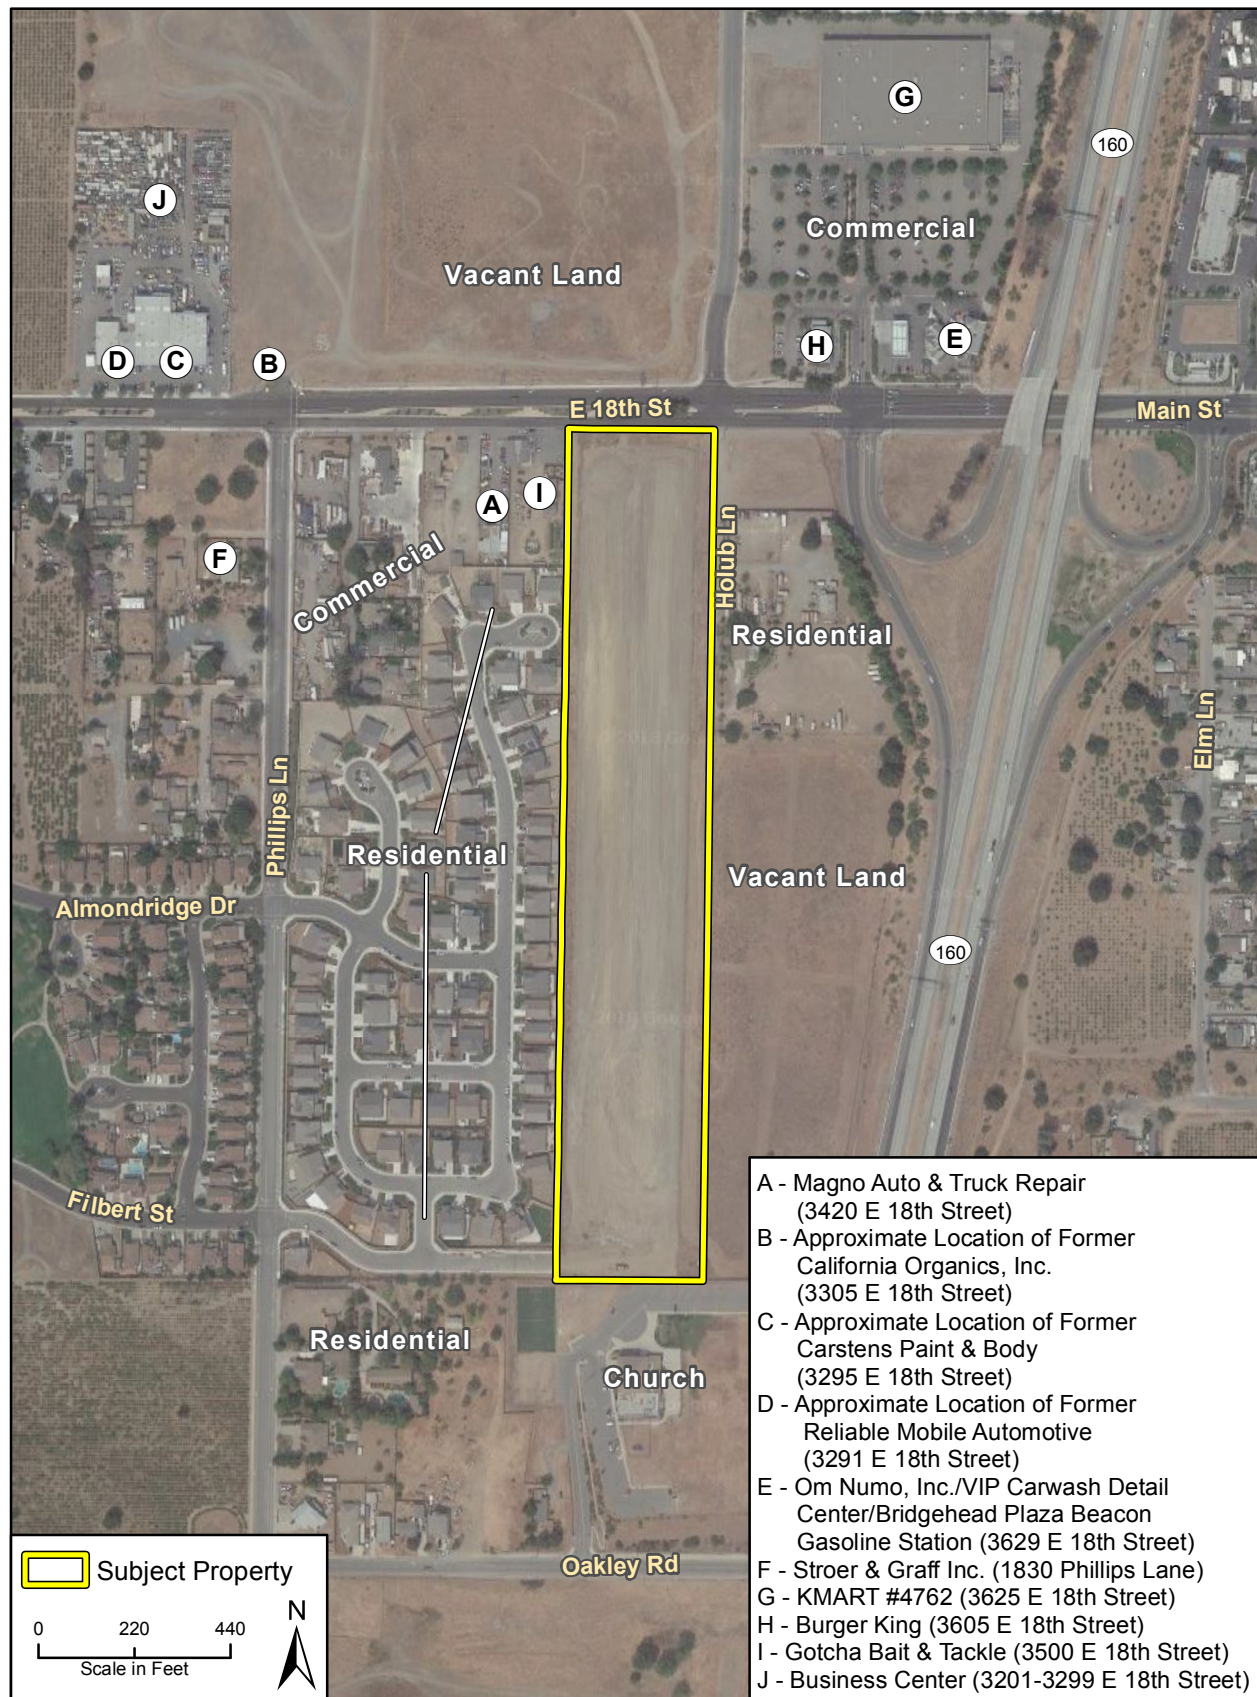 G
160
J
Commercial
Vacant Land
D
C
B
H
E
E 18th St
Main St
A
I
Holub Ln
F
Commercial
Residential
Elm Ln
Phillips Ln
Residential
Vacant Land
Almondridge Dr
160
Filbert St
Residential
Church
Oakley Rd
A - Magno Auto & Truck Repair
(3420 E 18th Street)
B - Approximate Location of Former
California Organics, Inc.
(3305 E 18th Street)
C - Approximate Location of Former
Carstens Paint & Body
(3295 E 18th Street)
D - Approximate Location of Former
Reliable Mobile Automotive
(3291 E 18th Street)
E - Om Numo, Inc./VIP Carwash Detail
Center/Bridgehead Plaza Beacon
Gasoline Station (3629 E 18th Street)
F - Stroer & Graff Inc. (1830 Phillips Lane)
G - KMART #4762 (3625 E 18th Street)
H - Burger King (3605 E 18th Street)
I - Gotcha Bait & Tackle (3500 E 18th Street)
J - Business Center (3201-3299 E 18th Street)
Subject Property
N
0 220 440
Scale in Feet